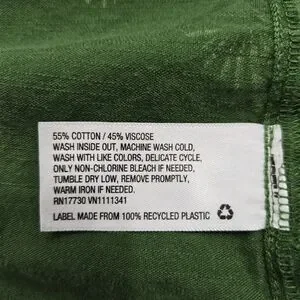 55% COTTON / 45% VISCOSE
WASH INSIDE OUT, MACHINE WASH COLD,
WASH WITH LIKE COLORS, DELICATE CYCLE,
ONLY NON-CHLORINE BLEACH IF NEEDED,
TUMBLE DRY LOW, REMOVE PROMPTLY,
WARM IRON IF NEEDED.
RN17730 VN1111341
LABEL MADE FROM 100% RECYCLED PLASTIC